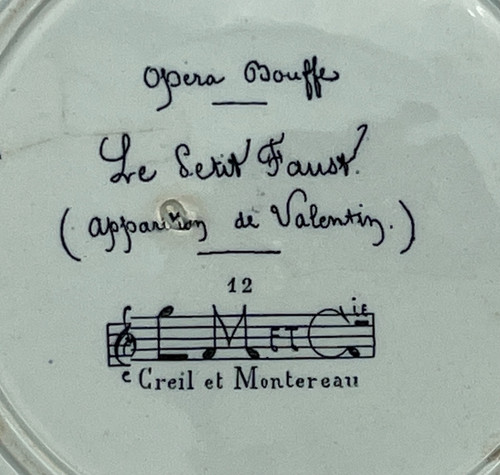 Opera Bouffe
Le Petit Faust.
(apparition de Valentin.)
12
L M ET Cie
Creil et Montereau